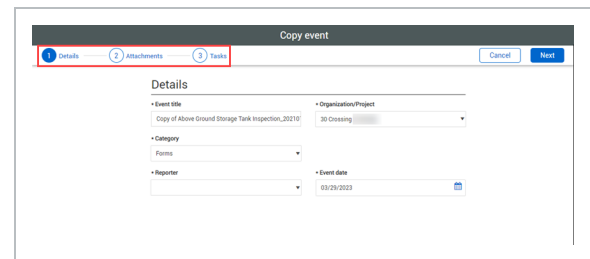 Copy event
1 Details 2 Attachments 3 Tasks Cancel Next
Details
• Event title • Organization/Project
Copy of Above Ground Storage Tank Inspection_20210 30 Crossing
• Category
Forms
• Reporter • Event date
03/29/2023